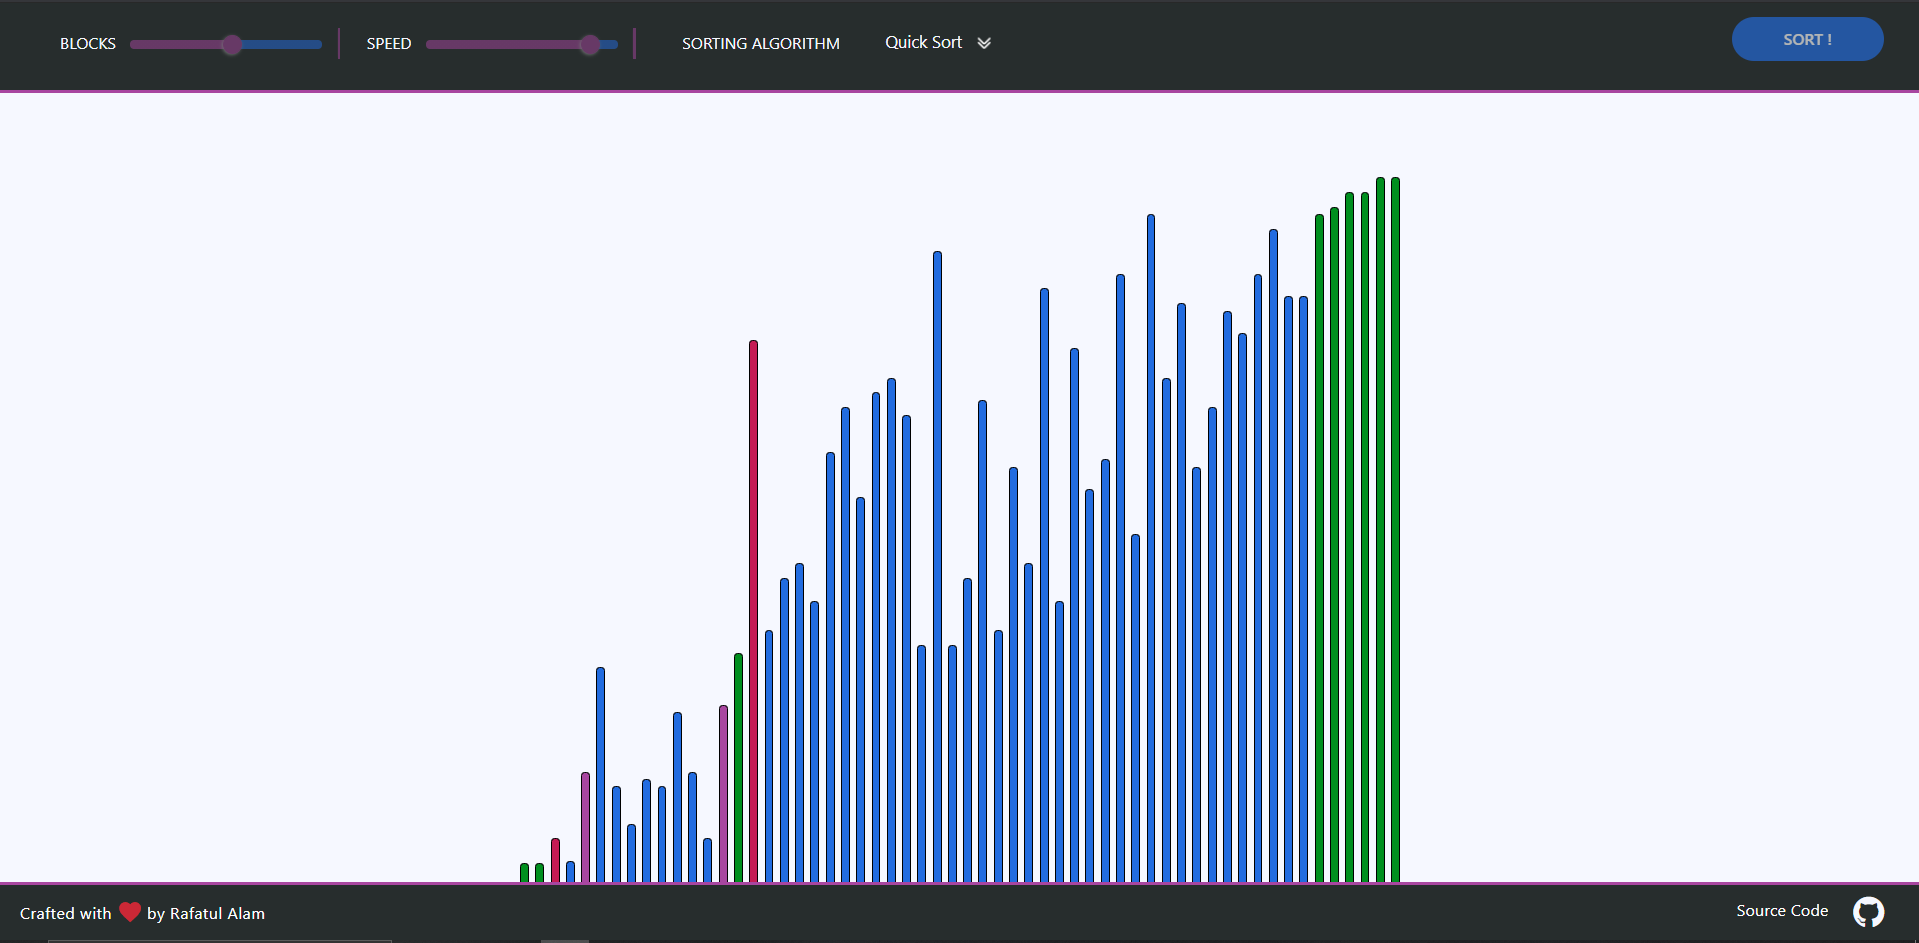 BLOCKS
SPEED
SORTING ALGORITHM
Quick Sort
SORT !
Crafted with by Rafatul Alam
Source Code